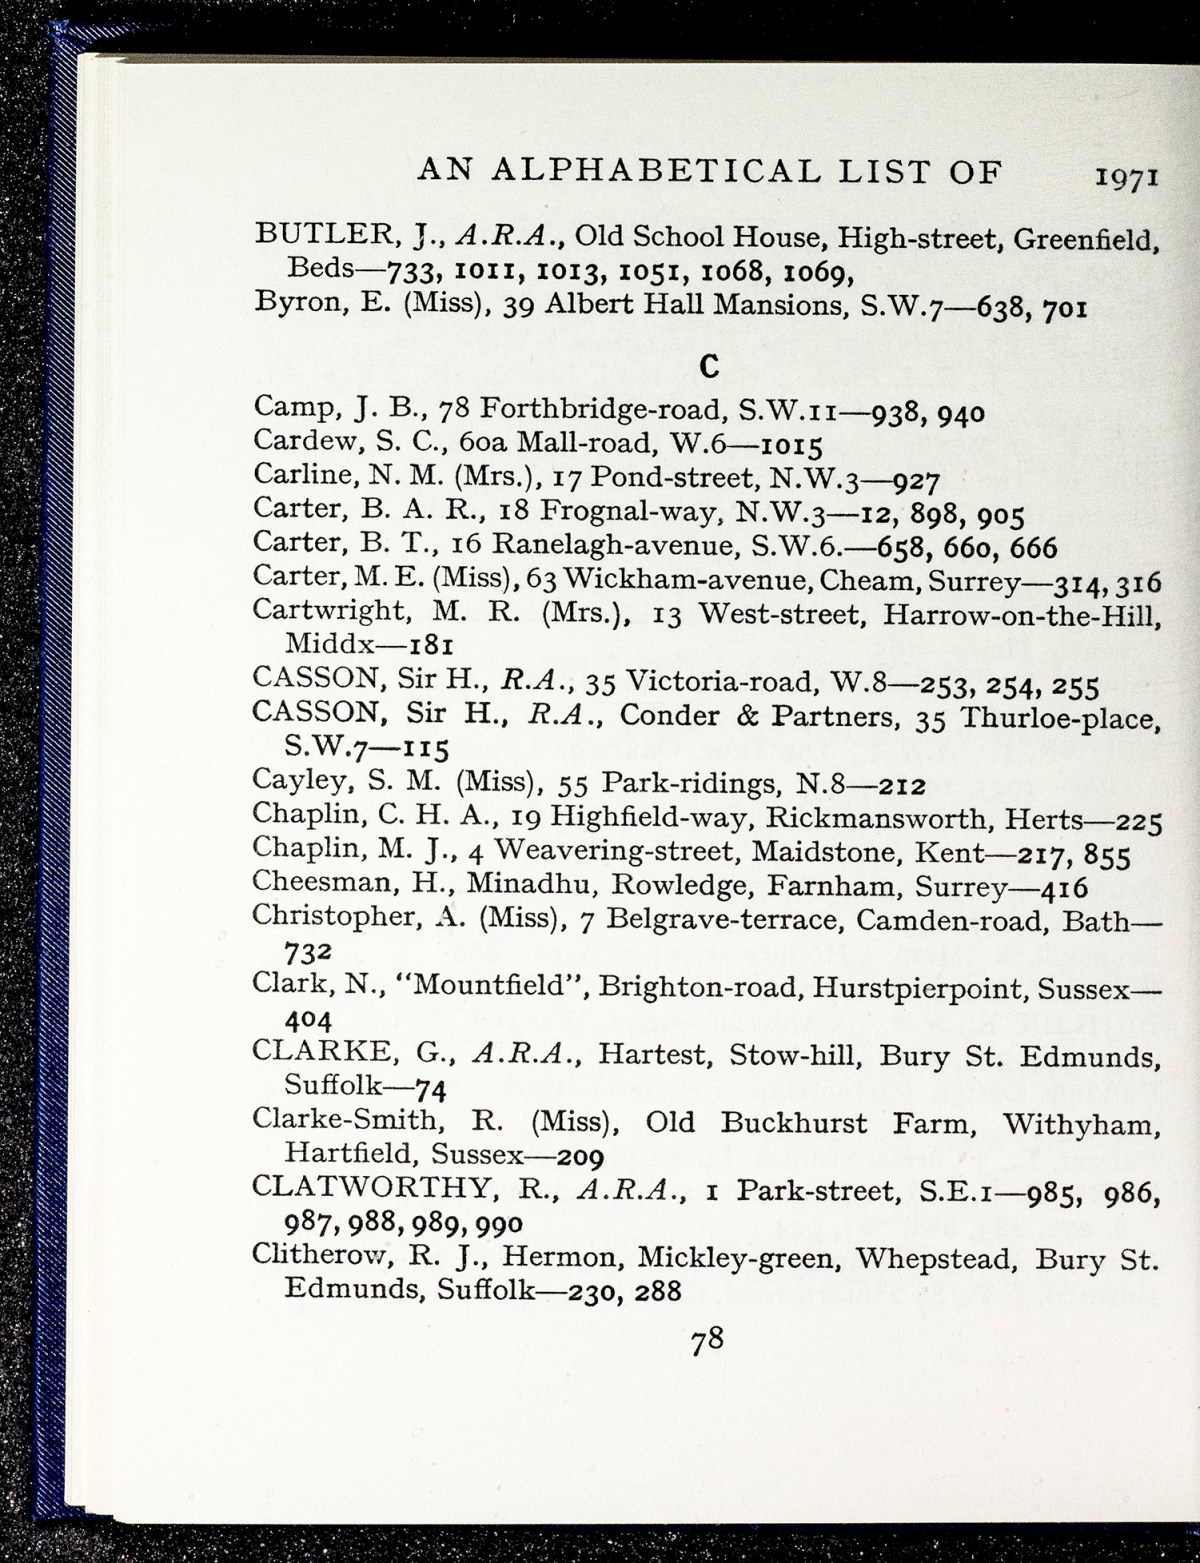 AN ALPHABETICAL LIST OF 1971
BUTLER, J., A.R.A., Old School House, High-street, Greenfield,
Beds—733, 1011, 1013, 1051, 1068, 1069,
Byron, E. (Miss), 39 Albert Hall Mansions, S.W.7—638, 701
C
Camp, J. B., 78 Forthbridge-road, S.W.11—938, 940
Cardew, S. C., 60a Mall-road, W.6—1015
Carline, N. M. (Mrs.), 17 Pond-street, N.W.3—927
Carter, B. A. R., 18 Frognal-way, N.W.3—12, 898, 905
Carter, B. T., 16 Ranelagh-avenue, S.W.6.—658, 660, 666
Carter, M. E. (Miss), 63 Wickham-avenue, Cheam, Surrey—314, 316
Cartwright, M. R. (Mrs.), 13 West-street, Harrow-on-the-Hill,
Middx—181
CASSON, Sir H., R.A., 35 Victoria-road, W.8—253, 254, 255
CASSON, Sir H., R.A., Conder & Partners, 35 Thurloe-place,
S.W.7—115
Cayley, S. M. (Miss), 55 Park-ridings, N.8—212
Chaplin, C. H. A., 19 Highfield-way, Rickmansworth, Herts—225
Chaplin, M. J., 4 Weavering-street, Maidstone, Kent—217, 855
Cheesman, H., Minadhu, Rowledge, Farnham, Surrey—416
Christopher, A. (Miss), 7 Belgrave-terrace, Camden-road, Bath—
732
Clark, N., “Mountfield”, Brighton-road, Hurstpierpoint, Sussex—
404
CLARKE, G., A.R.A., Hartest, Stow-hill, Bury St. Edmunds,
Suffolk—74
Clarke-Smith, R. (Miss), Old Buckhurst Farm, Withyham,
Hartfield, Sussex—209
CLATWORTHY, R., A.R.A., 1 Park-street, S.E.1—985, 986,
987, 988, 989, 990
Clitherow, R. J., Hermon, Mickley-green, Whepstead, Bury St.
Edmunds, Suffolk—230, 288
78